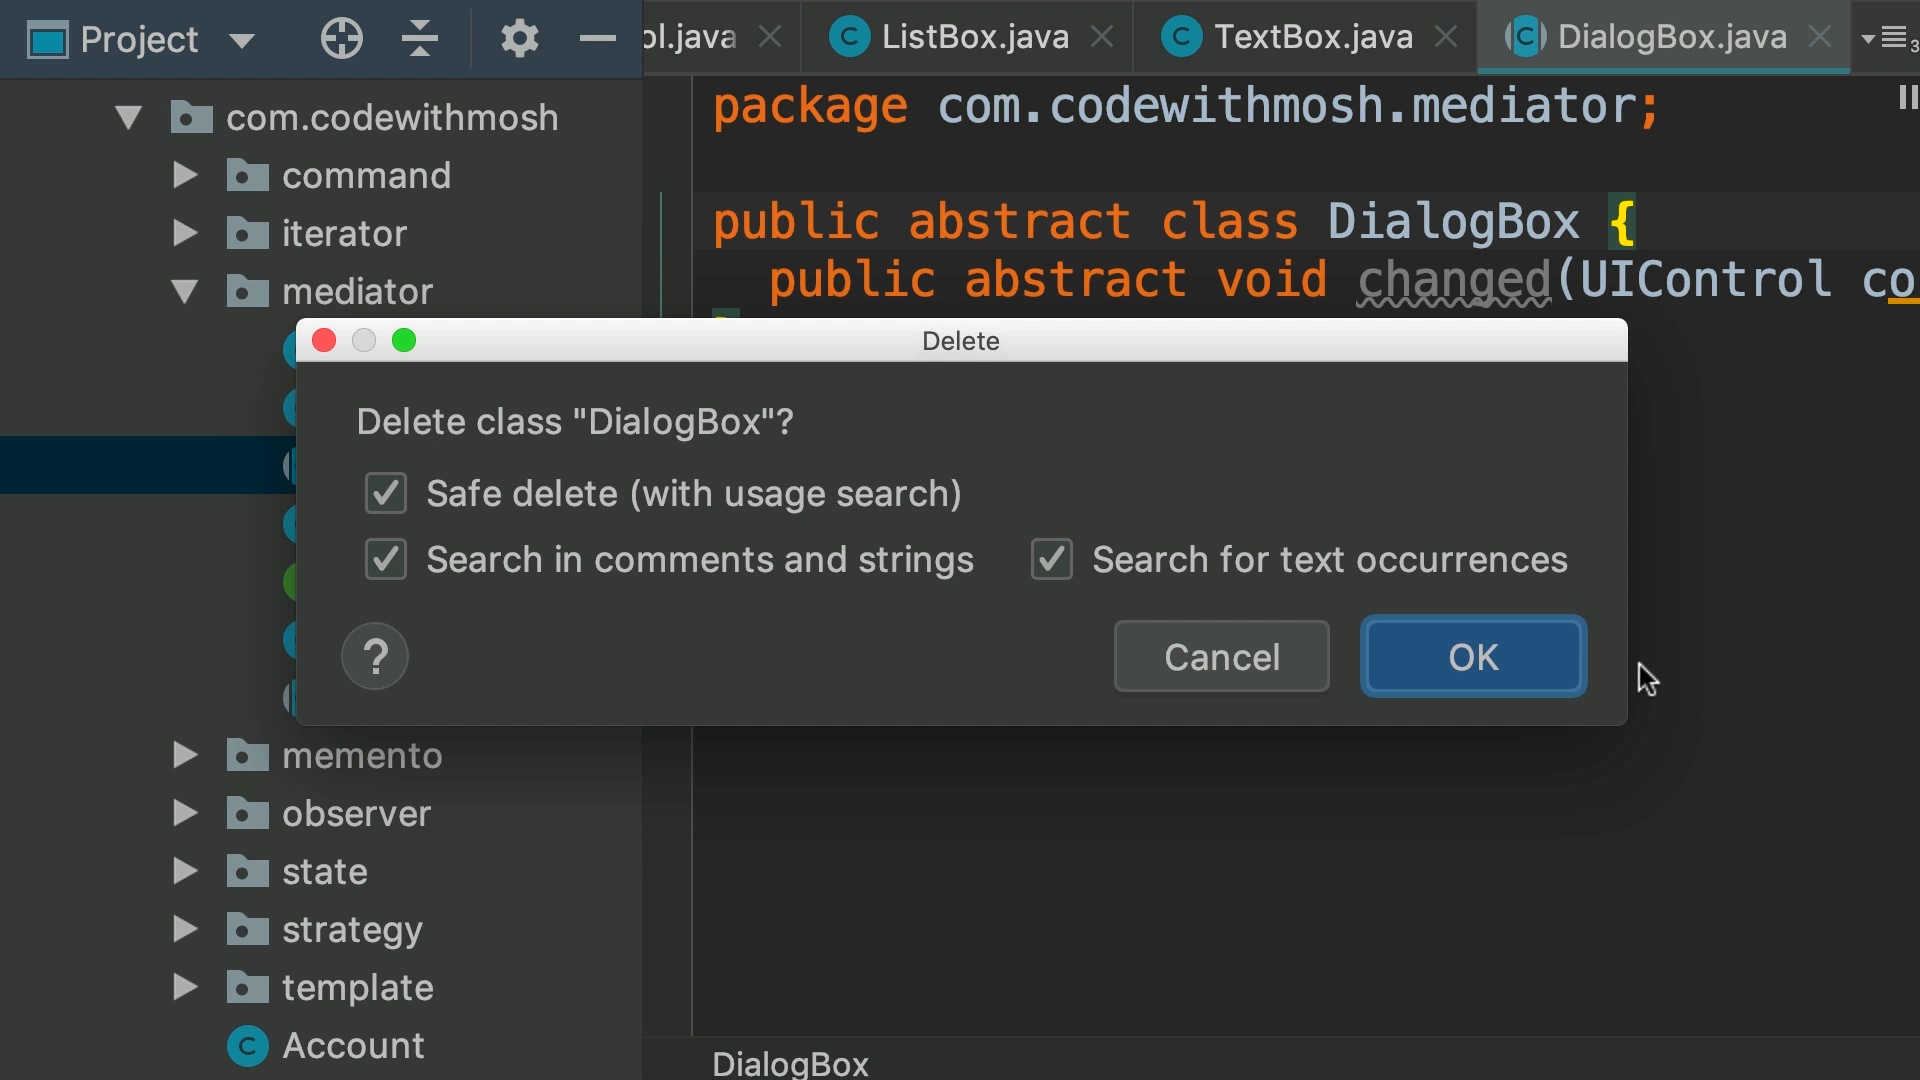 Project
ol.java
ListBox.java
TextBox.java
DialogBox.java
3
com.codewithmosh
command
iterator
mediator
package com.codewithmosh.mediator;
public abstract class DialogBox {
public abstract void changed(UIControl co
Delete
Delete class "DialogBox"?
Safe delete (with usage search)
Search in comments and strings
Search for text occurrences
?
Cancel
OK
memento
observer
state
strategy
template
C Account
DialogBox